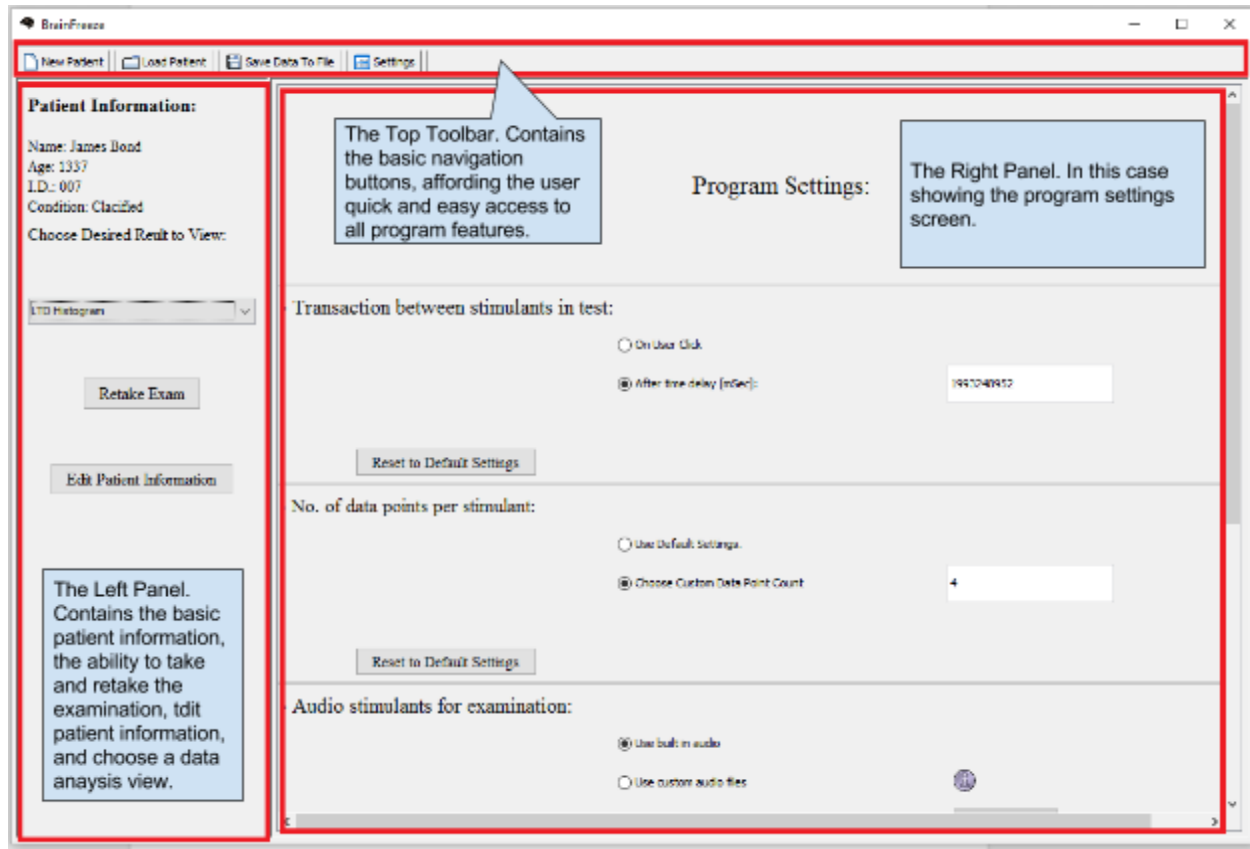 BrainFreeze
New Patient
Load Patient
Save Data To File
Settings
Patient Information:
Name: James Bond
Age: 1337
I.D.: 007
Condition: Clacified
Choose Desired Reult to View:
LTD Histogram
Retake Exam
Edit Patient Information
The Left Panel.
Contains the basic
patient information,
the ability to take
and retake the
examination, tdit
patient information,
and choose a data
anaysis view.
The Top Toolbar. Contains
the basic navigation
buttons, affording the user
quick and easy access to
all program features.
Program Settings:
The Right Panel. In this case
showing the program settings
screen.
Transaction between stimulants in test:
On User Click
After time delay [mSec]:
Reset to Default Settings
No. of data points per stimulant:
Use Default Settings.
Choose Custom Data Point Count
4
Reset to Default Settings
Audio stimulants for examination:
Use built in audio
Use custom audio files